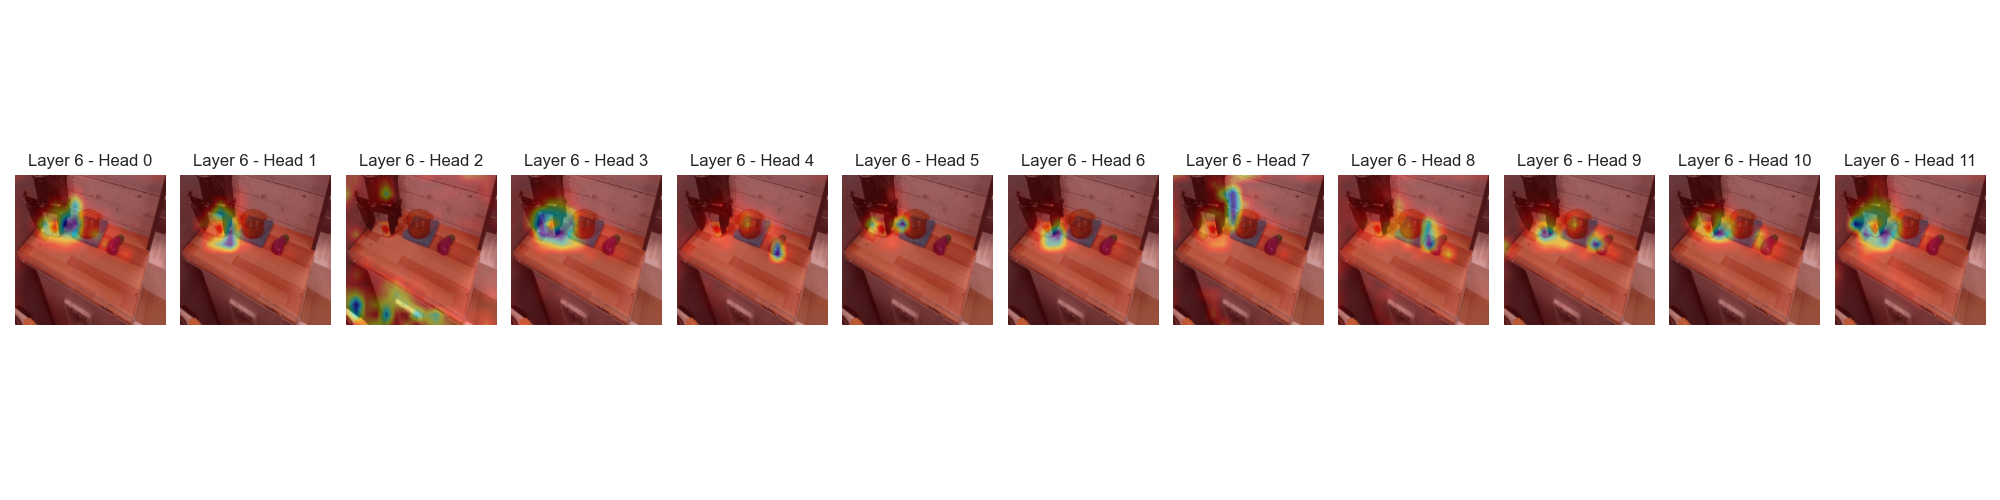 Layer 6 - Head 0
Layer 6 - Head 1
Layer 6 - Head 2
Layer 6 - Head 3
Layer 6 - Head 4
Layer 6 - Head 5
Layer 6 - Head 6
Layer 6 - Head 7
Layer 6 - Head 8
Layer 6 - Head 9
Layer 6 - Head 10
Layer 6 - Head 11